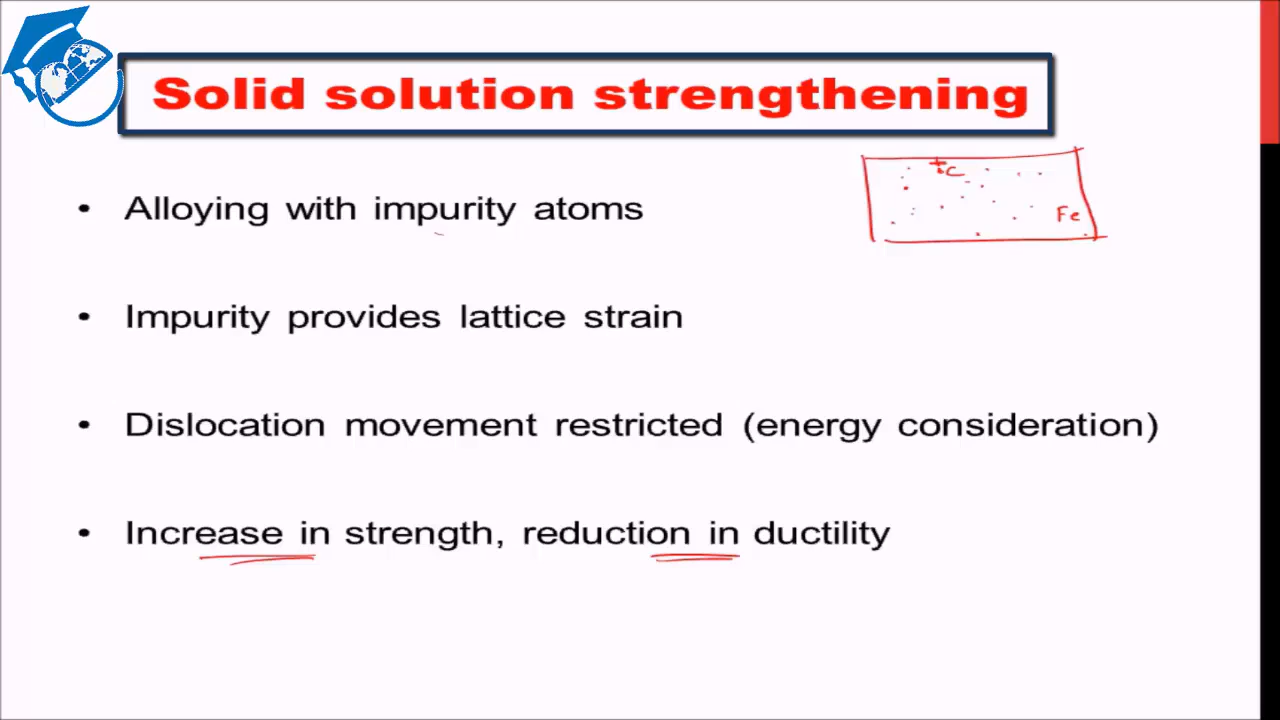 Solid solution strengthening
• Alloying with impurity atoms
+C
Fe
• Impurity provides lattice strain
• Dislocation movement restricted (energy consideration)
• Increase in strength, reduction in ductility